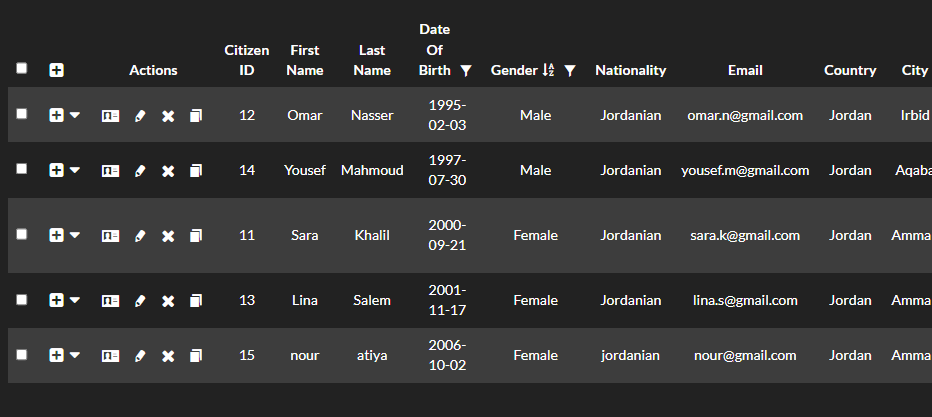 Actions Citizen ID First Name Last Name Date Of Birth Gender Nationality Email Country City
12 Omar Nasser 1995-02-03 Male Jordanian omar.n@gmail.com Jordan Irbid
14 Yousef Mahmoud 1997-07-30 Male Jordanian yousef.m@gmail.com Jordan Aqaba
11 Sara Khalil 2000-09-21 Female Jordanian sara.k@gmail.com Jordan Amma
13 Lina Salem 2001-11-17 Female Jordanian lina.s@gmail.com Jordan Amma
15 nour atiya 2006-10-02 Female jordanian nour@gmail.com Jordan Amma